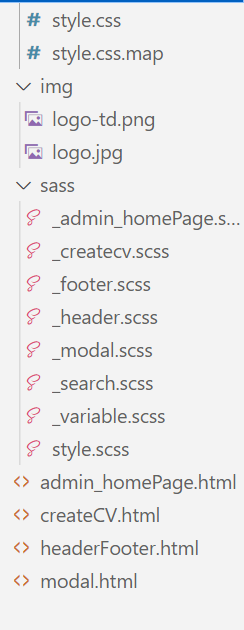 style.css
style.css.map
img
logo-td.png
logo.jpg
sass
_admin_homePage.s...
_createcv.scss
_footer.scss
_header.scss
_modal.scss
_search.scss
_variable.scss
style.scss
admin_homePage.html
createCV.html
headerFooter.html
modal.html